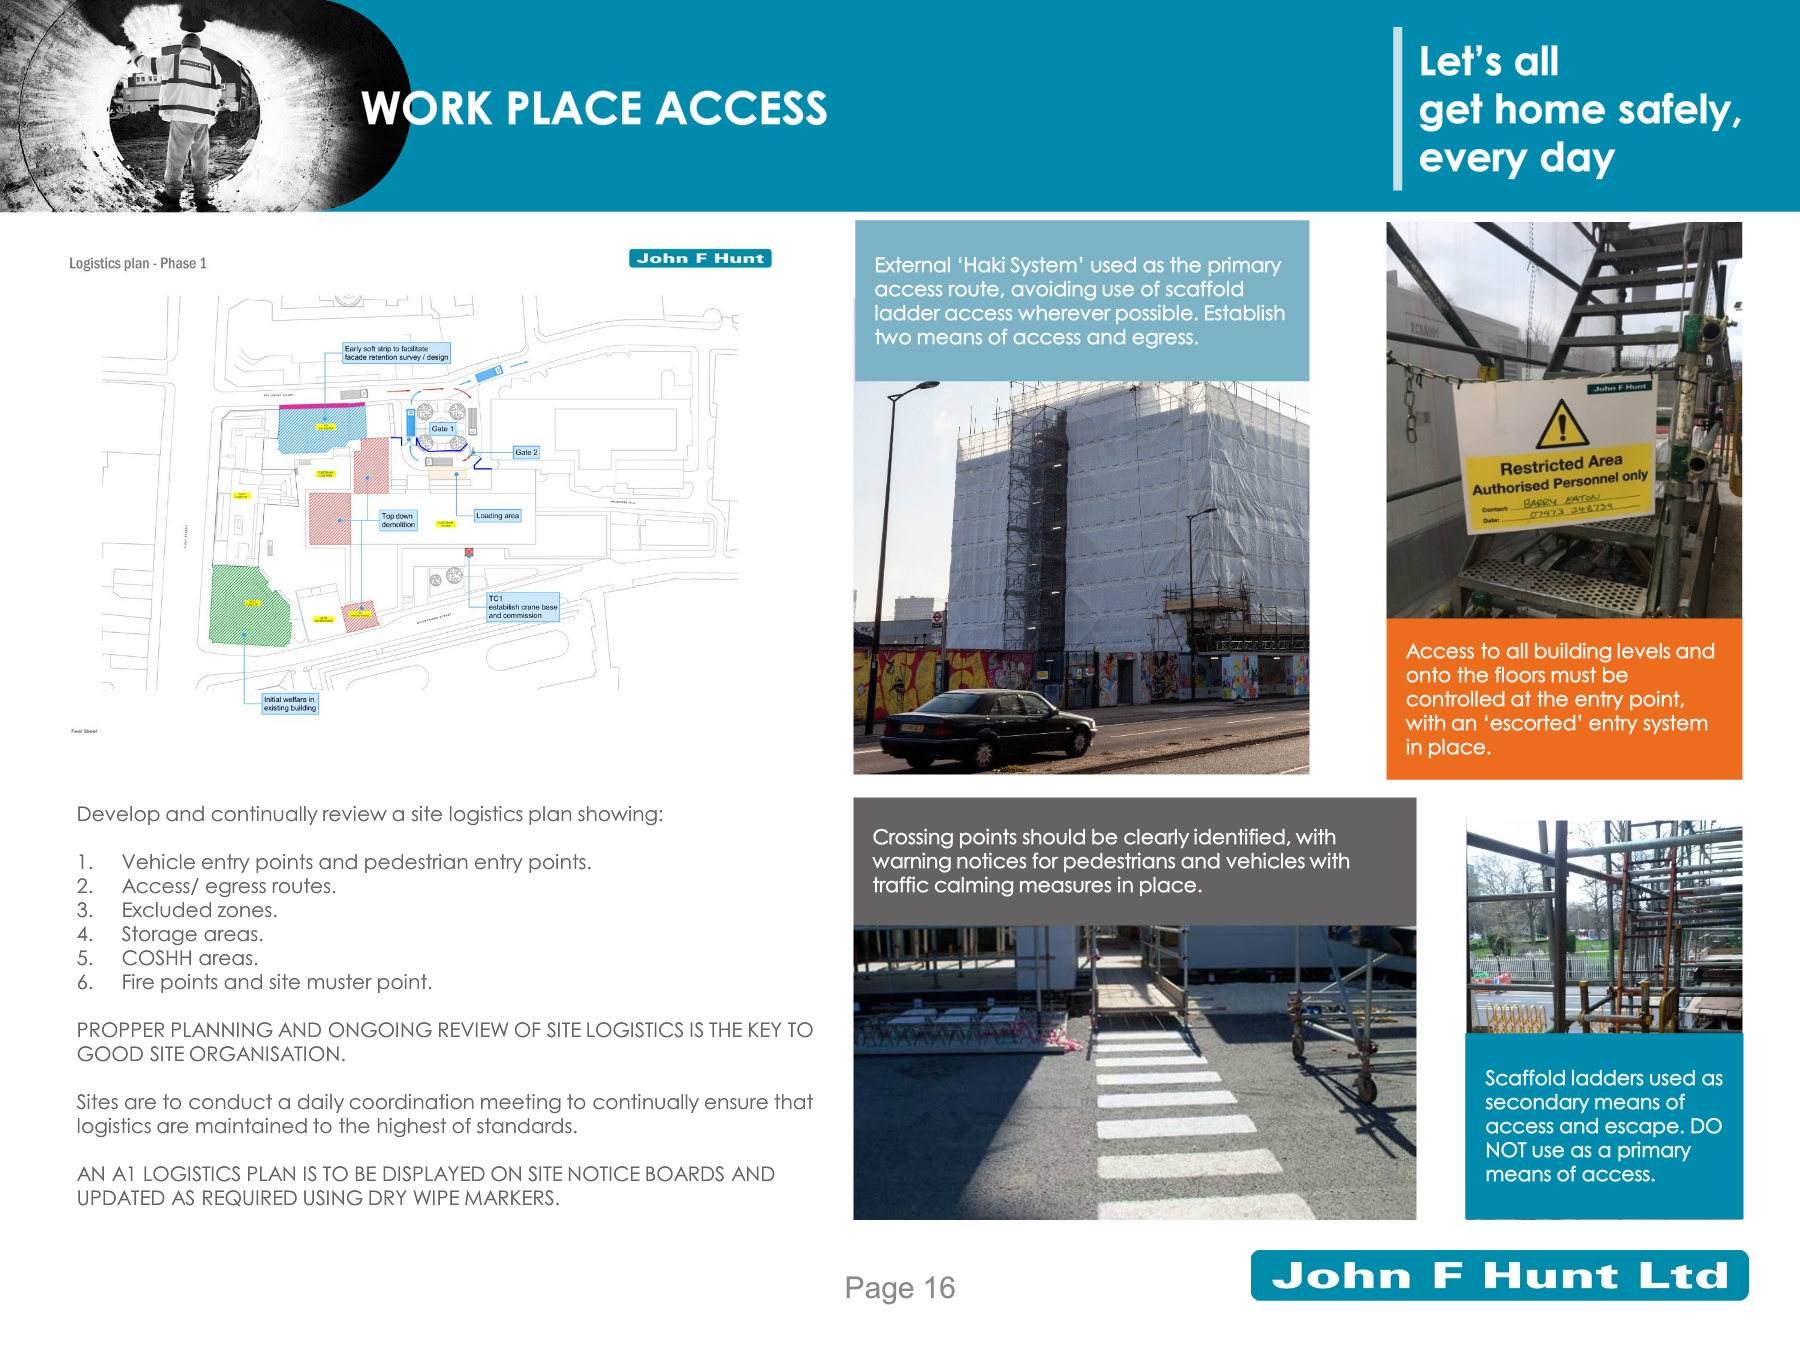 WORK PLACE ACCESS
Let's all
get home safely,
every day
Logistics plan - Phase 1
John F Hunt
Early soft strip to facilitate
facade retention survey / design
Gate 1
Gate 2
Loading area
Top down
demolition
TC1
establish crane base
and commission
Initial welfare in
existing building
Fleet Street
Develop and continually review a site logistics plan showing:
1. Vehicle entry points and pedestrian entry points.
2. Access/ egress routes.
3. Excluded zones.
4. Storage areas.
5. COSHH areas.
6. Fire points and site muster point.
PROPPER PLANNING AND ONGOING REVIEW OF SITE LOGISTICS IS THE KEY TO
GOOD SITE ORGANISATION.
Sites are to conduct a daily coordination meeting to continually ensure that
logistics are maintained to the highest of standards.
AN A1 LOGISTICS PLAN IS TO BE DISPLAYED ON SITE NOTICE BOARDS AND
UPDATED AS REQUIRED USING DRY WIPE MARKERS.
External 'Haki System' used as the primary
access route, avoiding use of scaffold
ladder access wherever possible. Establish
two means of access and egress.
John F Hunt
Restricted Area
Authorised Personnel only
Contact: BARRY EATON
Date: 07973 348739
Access to all building levels and
onto the floors must be
controlled at the entry point,
with an 'escorted' entry system
in place.
Crossing points should be clearly identified, with
warning notices for pedestrians and vehicles with
traffic calming measures in place.
Scaffold ladders used as
secondary means of
access and escape. DO
NOT use as a primary
means of access.
Page 16
John F Hunt Ltd